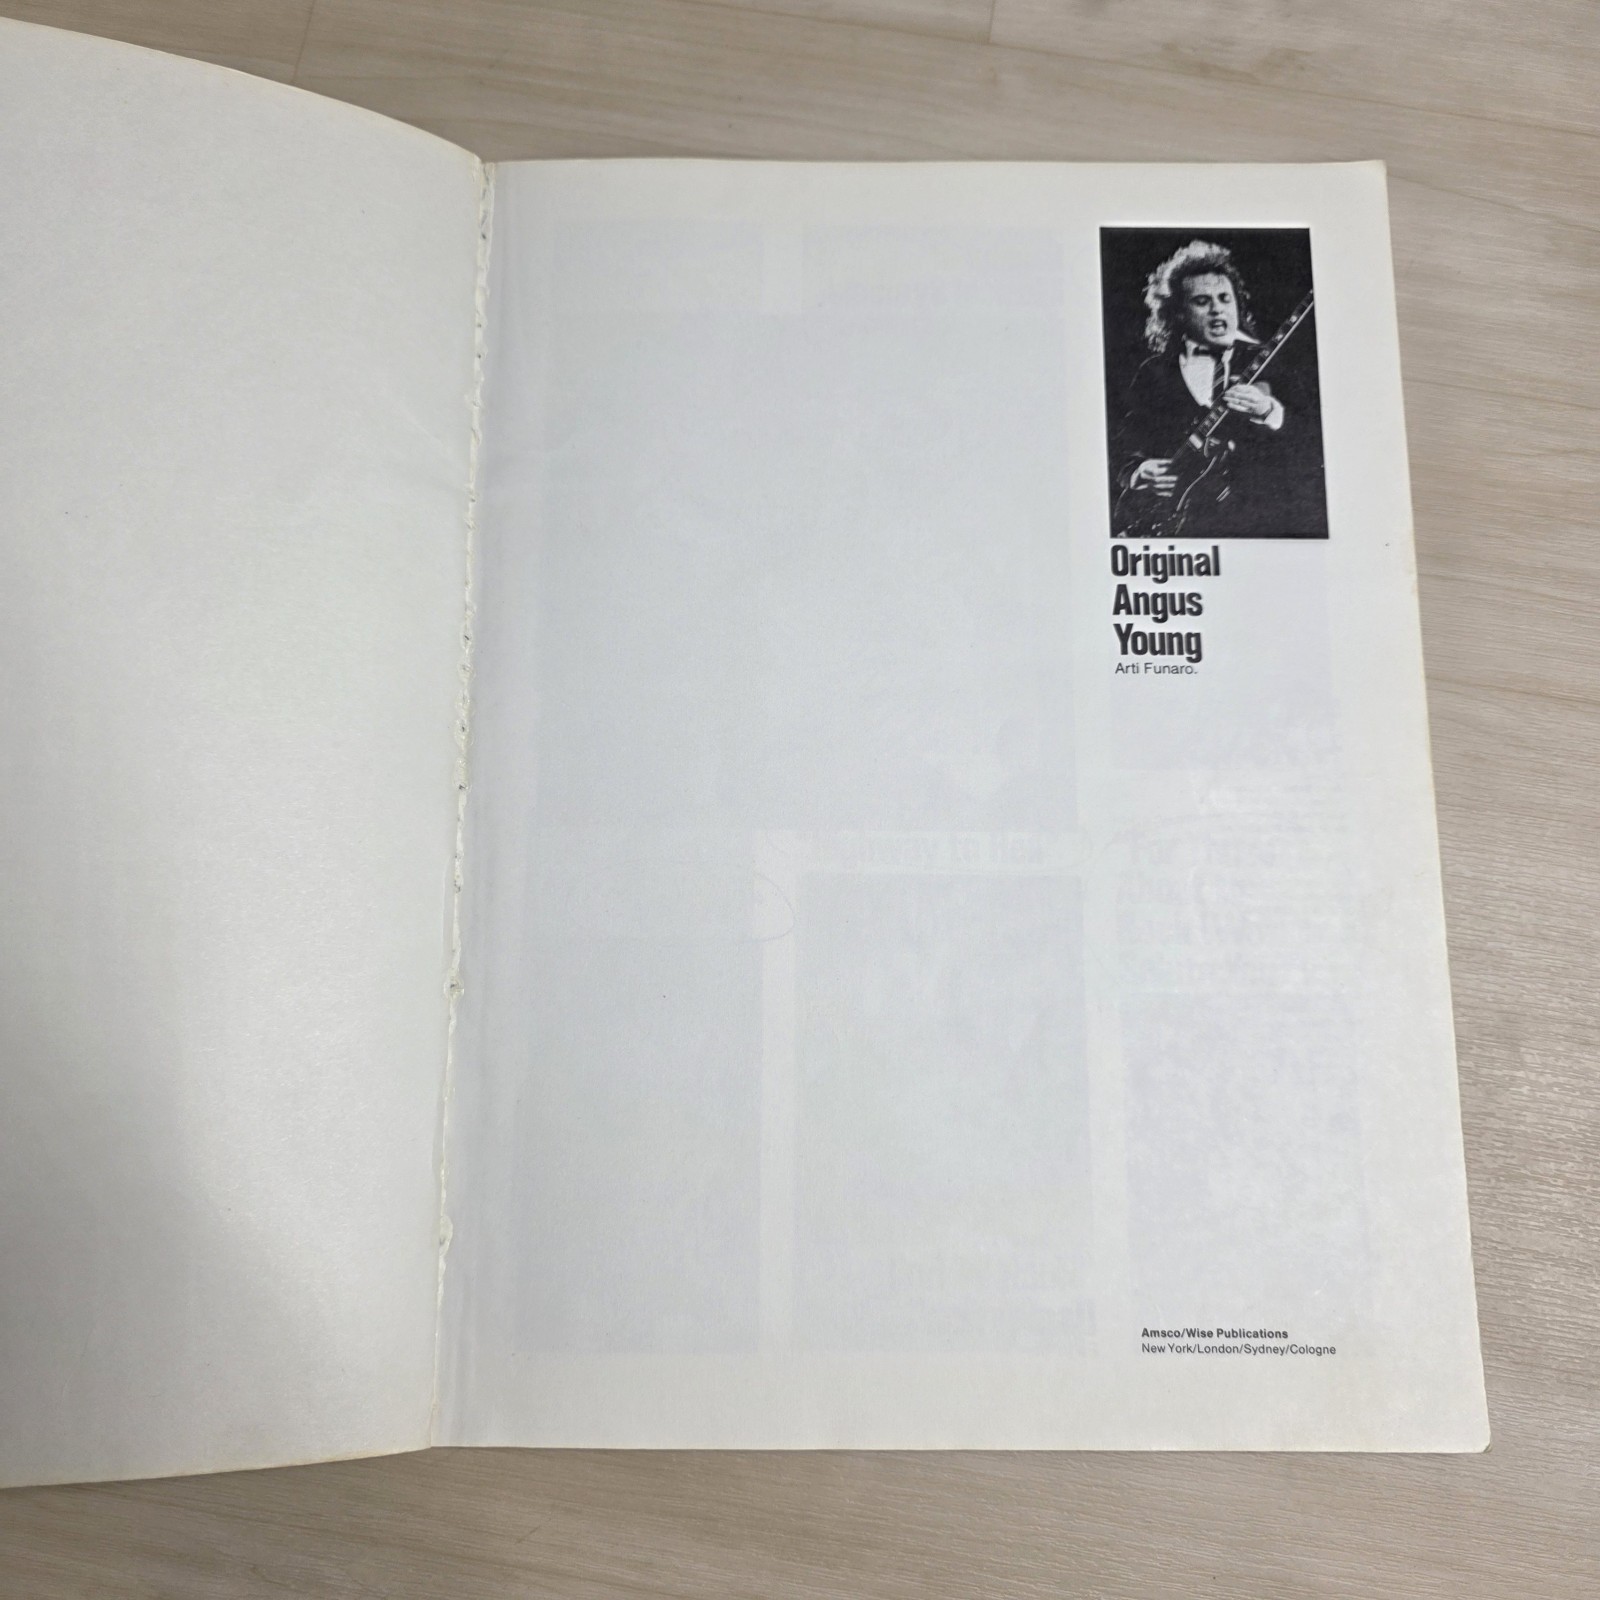 Original
Angus
Young
Arti Funaro.
Amsco/Wise Publications
New York/London/Sydney/Cologne